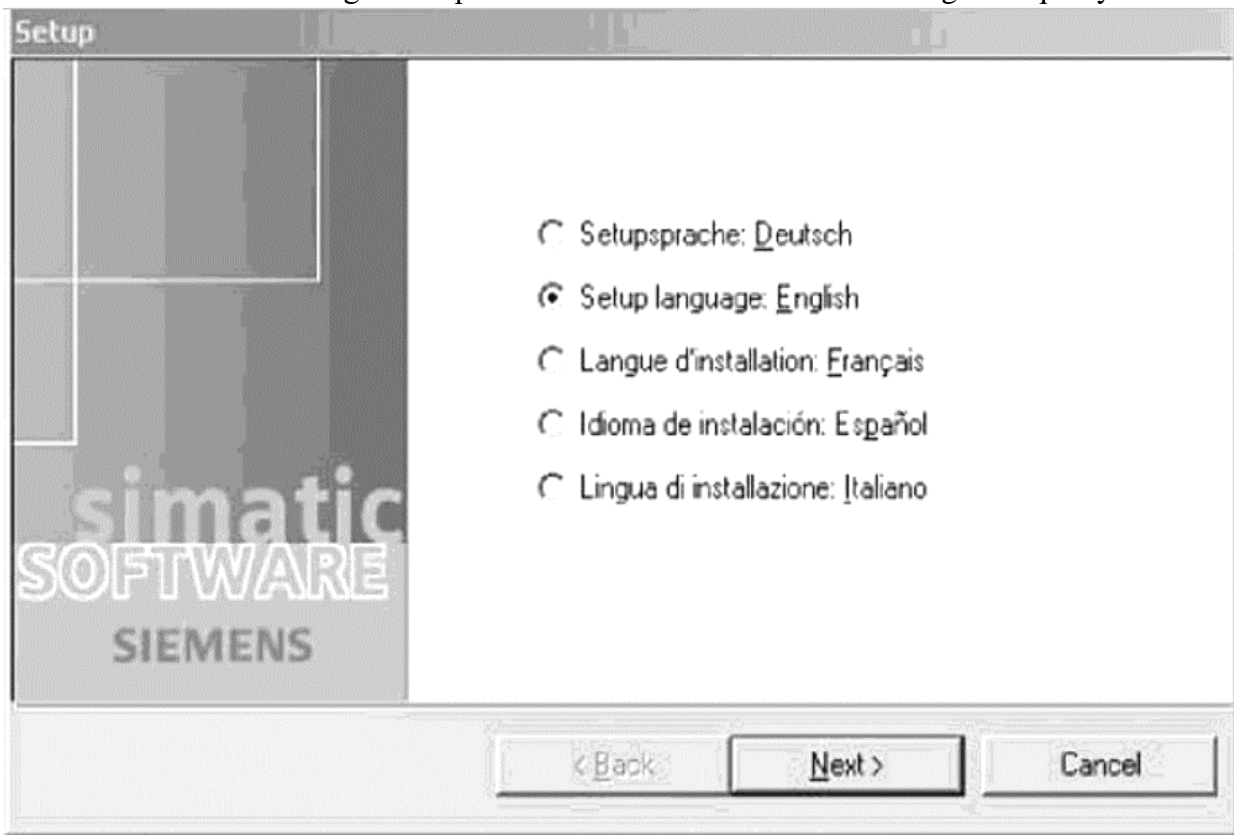 Setup
Setupsprache: Deutsch
Setup language: English
Langue d'installation: Français
Idioma de instalación: Español
Lingua di installazione: Italiano
simatic
SOFTWARE
SIEMENS
< Back
Next >
Cancel